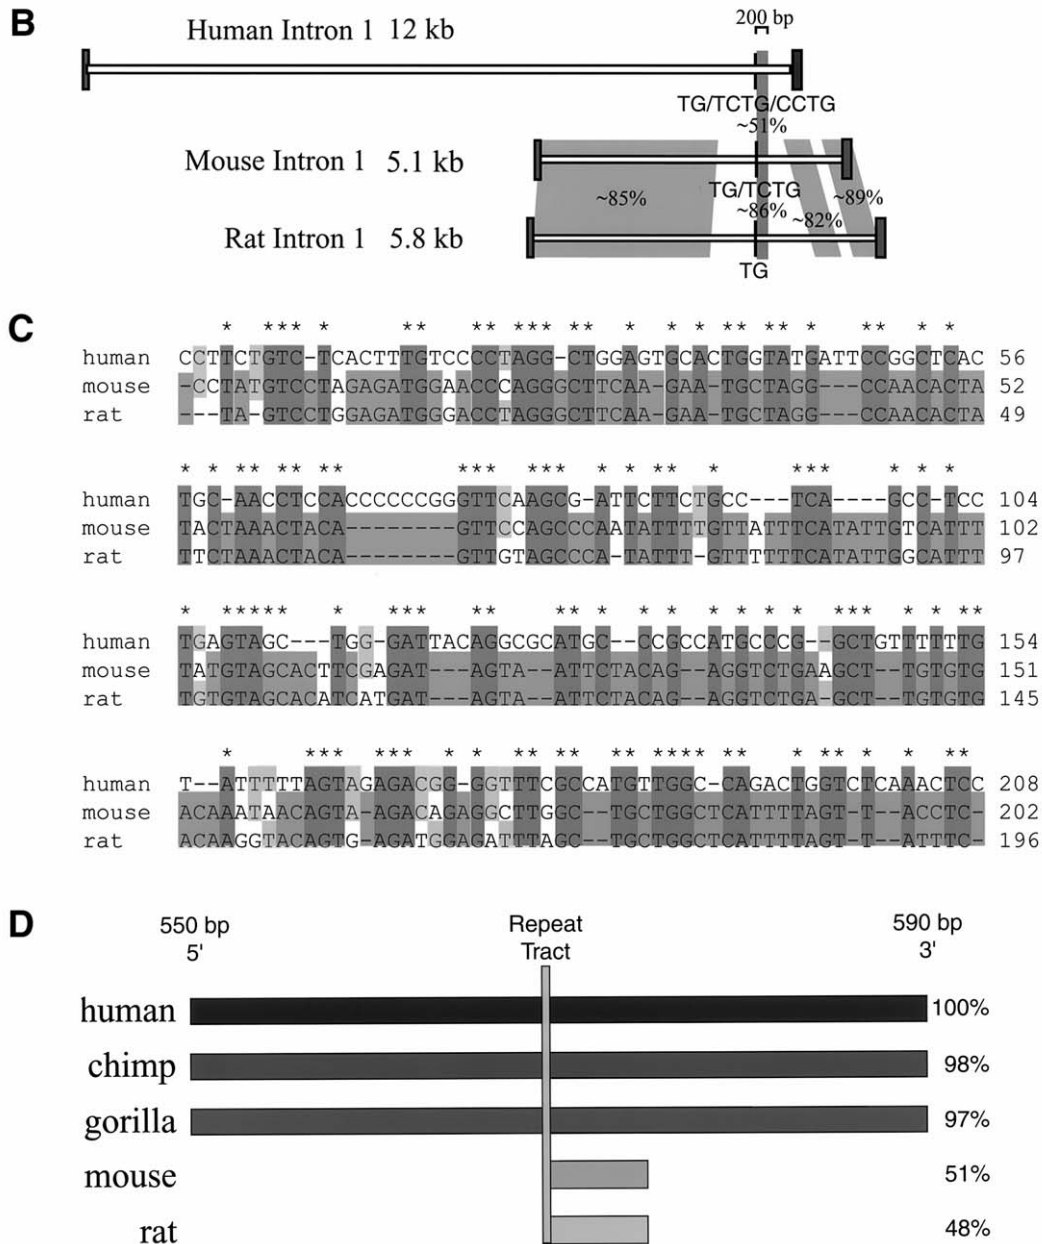 B
200 bp
Human Intron 1 12 kb
TG/TCTG/CCTG
~51%
Mouse Intron 1 5.1 kb
TG/TCTG
~85%
~86%
~82%
~89%
Rat Intron 1 5.8 kb
TG
C
* *** * ** ** *** ** * * ** ** * ** * *
human CCTTCTGTC-TCACTTTGTCCCCTAGG-CTGGAGTGCACTGGTATGATTCCGGCTCAC 56
mouse -CCTATGTCCTAGAGATGGAACCCAGGGCTTCAA-GAA-TGCTAGG---CCAACACTA 52
rat ---TA-GTCCTGGAGATGGGACCTAGGGCTTCAA-GAA-TGCTAGG---CCAACACTA 49
* * ** ** ** *** *** * * ** * *** * * *
human TGC-AACCTCCACCCCCCGGGTTCAAGCG-ATTCTTCTGCC---TCA----GCC-TCC 104
mouse TACTAAACTACA--------GTTCCAGCCCAATATTTTGTTATTTCATATTGTCATTT 102
rat TTCTAAACTACA--------GTTGTAGCCCA-TATTT-GTTTTTTCATATTGGCATTT 97
* ***** * *** ** ** * * * * * * * *** * **
human TGAGTAGC---TGG-GATTACAGGCGCATGC--CCGCCATGCCCG--GCTGTTTTTTG 154
mouse TATGTAGCACTTCGAGAT---AGTA--ATTCTACAG--AGGTCTGAAGCT--TGTGTG 151
rat TGTGTAGCACATCATGAT---AGTA--ATTCTACAG--AGGTCTGA-GCT--TGTGTG 145
* *** *** * * ** ** ** **** ** * ** * * **
human T--ATTTTTAGTAGAGACGG-GGTTTCGCCATGTTGGC-CAGACTGGTCTCAAACTCC 208
mouse ACAAATAACAGTA-AGACAGAGGCTTGGC--TGCTGGCTCATTTTAGT-T--ACCTC- 202
rat ACAAGGTACAGTG-AGATGGAGATTTAGC--TGCTGGCTCATTTTAGT-T--ATTTC- 196
D
550 bp
5'
Repeat
Tract
590 bp
3'
human 100%
chimp 98%
gorilla 97%
mouse 51%
rat 48%